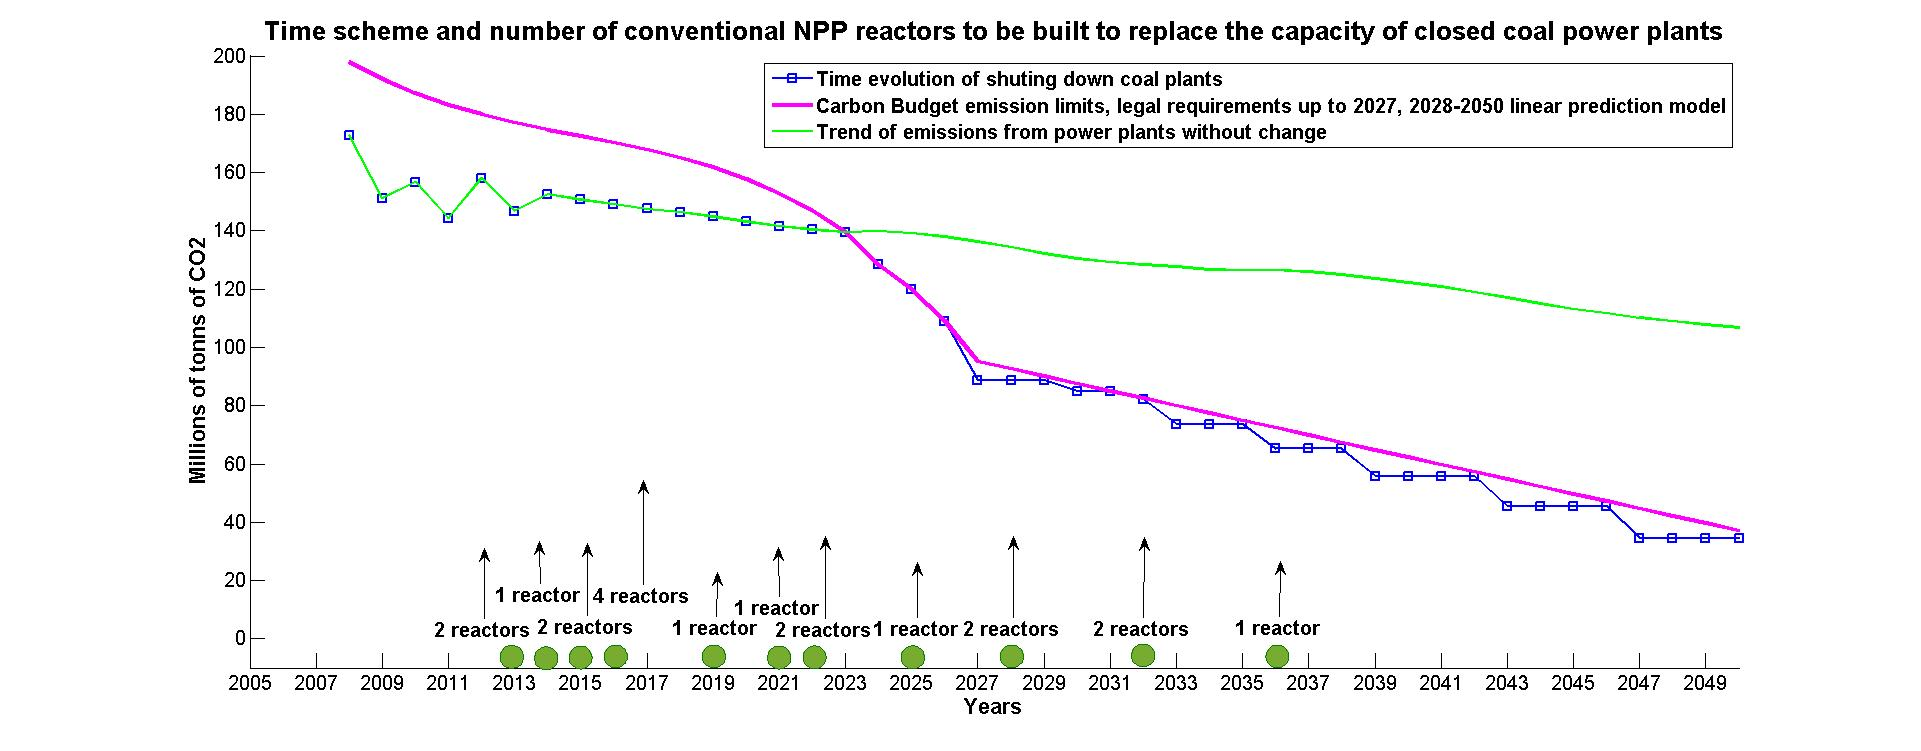 Time scheme and number of conventional NPP reactors to be built to replace the capacity of closed coal power plants
Time evolution of shuting down coal plants
Carbon Budget emission limits, legal requirements up to 2027, 2028-2050 linear prediction model
Trend of emissions from power plants without change
Millions of tonns of CO2
200
180
160
140
120
100
80
60
40
20
0
1 reactor 4 reactors
1 reactor
2 reactors 2 reactors 1 reactor 2 reactors 1 reactor 2 reactors 2 reactors 1 reactor
2005 2007 2009 2011 2013 2015 2017 2019 2021 2023 2025 2027 2029 2031 2033 2035 2037 2039 2041 2043 2045 2047 2049
Years